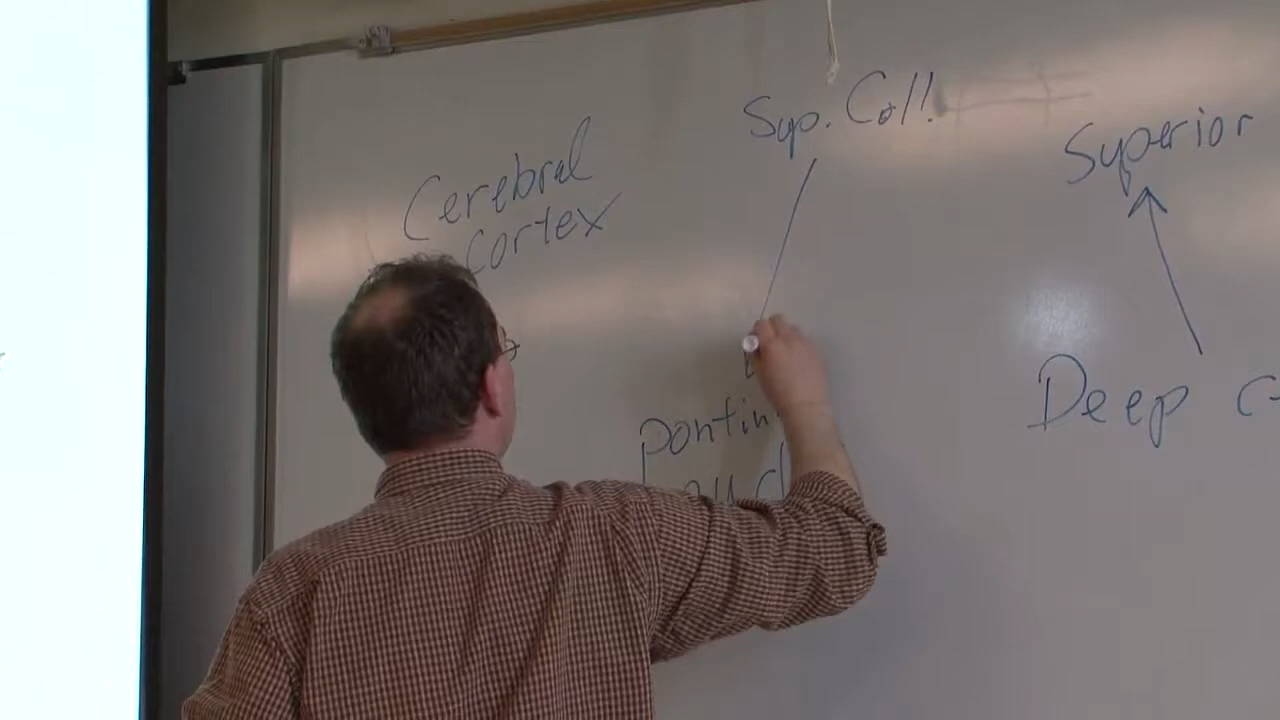 Cerebral
cortex
Sup. Coll.
pontin
Superior
Deep